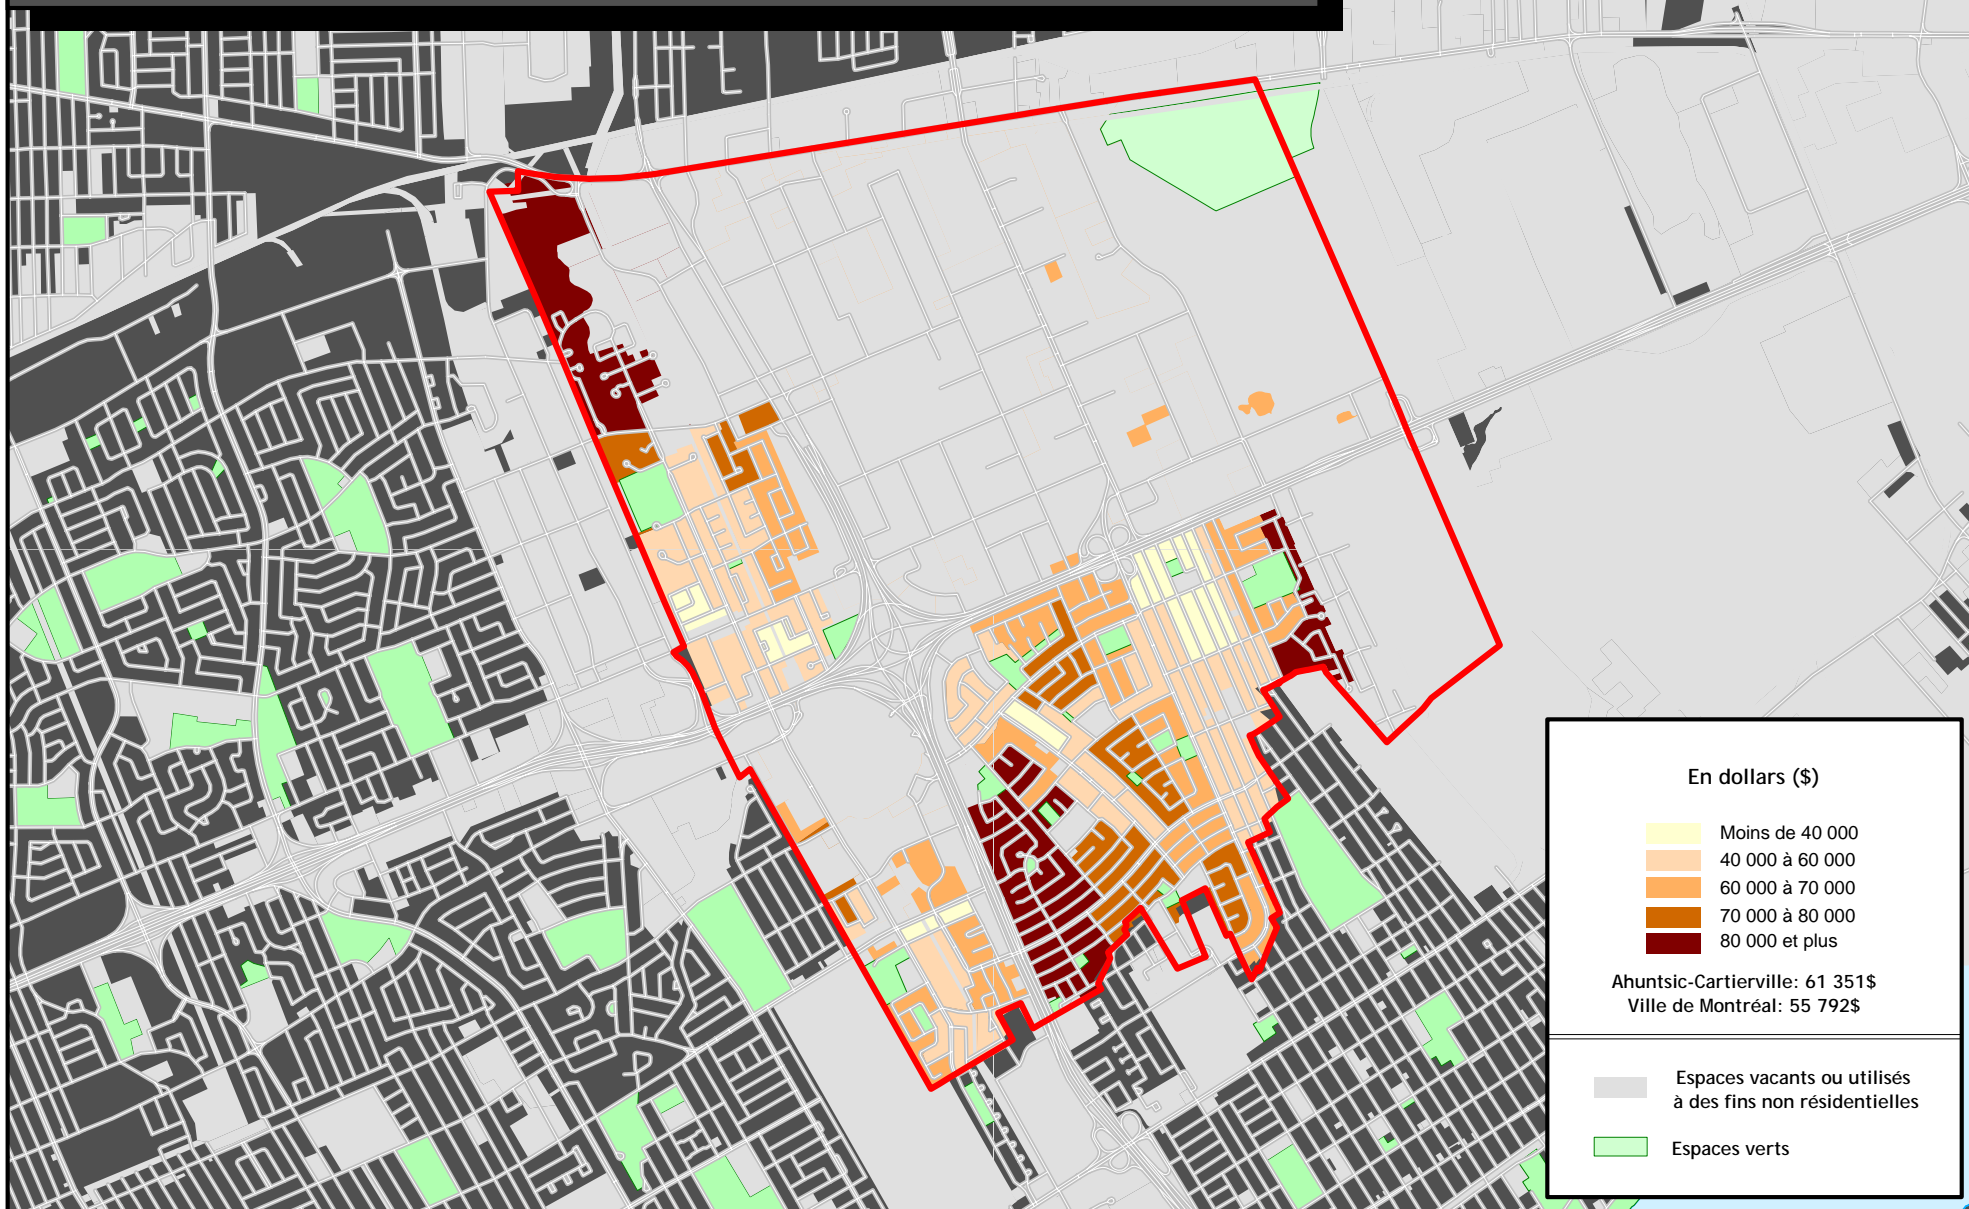 En dollars ($)
Moins de 40 000
40 000 à 60 000
60 000 à 70 000
70 000 à 80 000
80 000 et plus
Ahuntsic-Cartierville: 61 351$
Ville de Montréal: 55 792$
Espaces vacants ou utilisés
à des fins non résidentielles
Espaces verts